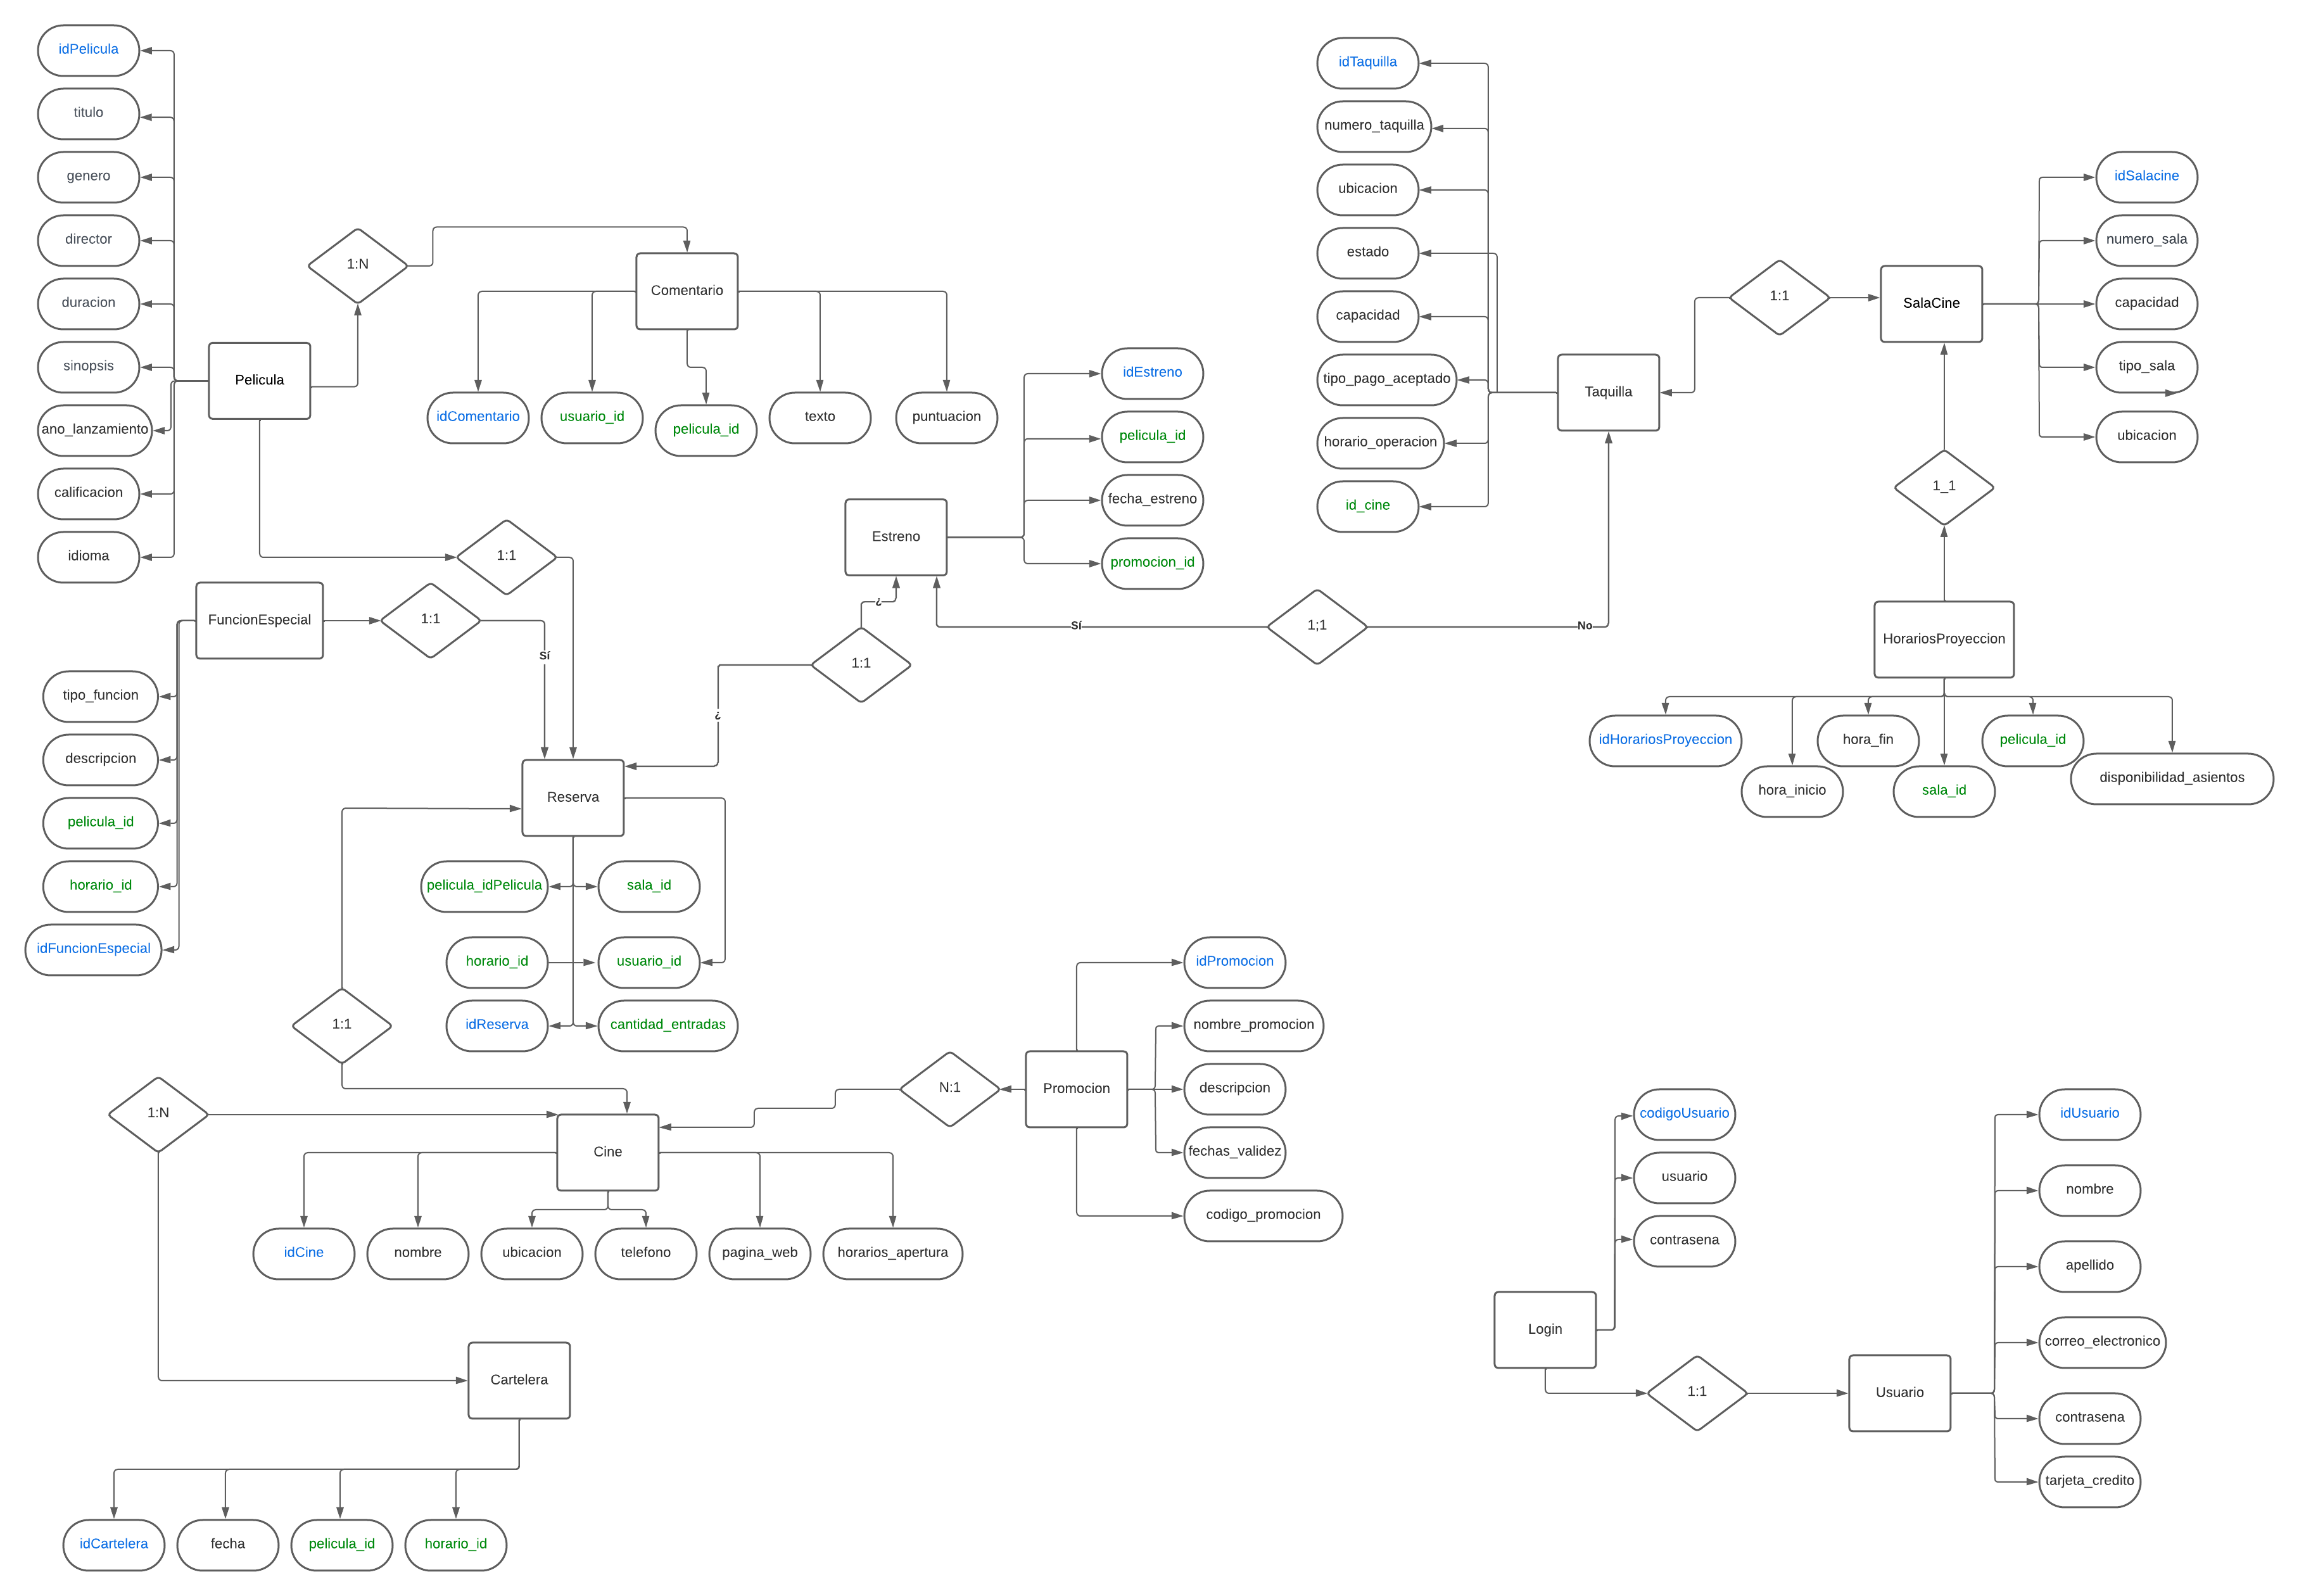 idPelicula
titulo
genero
director
duracion
sinopsis
ano_lanzamiento
calificacion
idioma
Pelicula
1:N
Comentario
idComentario
usuario_id
pelicula_id
texto
puntuacion
1:1
FuncionEspecial
1:1
Sí
tipo_funcion
descripcion
pelicula_id
horario_id
idFuncionEspecial
Estreno
idEstreno
pelicula_id
fecha_estreno
promocion_id
¿
1:1
¿
Sí
1;1
No
idTaquilla
numero_taquilla
ubicacion
estado
capacidad
tipo_pago_aceptado
horario_operacion
id_cine
Taquilla
1:1
SalaCine
idSalacine
numero_sala
capacidad
tipo_sala
ubicacion
1_1
HorariosProyeccion
idHorariosProyeccion
hora_inicio
hora_fin
sala_id
pelicula_id
disponibilidad_asientos
Reserva
pelicula_idPelicula
sala_id
horario_id
usuario_id
idReserva
cantidad_entradas
1:1
1:N
N:1
Promocion
idPromocion
nombre_promocion
descripcion
fechas_validez
codigo_promocion
Cine
idCine
nombre
ubicacion
telefono
pagina_web
horarios_apertura
Cartelera
idCartelera
fecha
pelicula_id
horario_id
codigoUsuario
usuario
contrasena
Login
1:1
Usuario
idUsuario
nombre
apellido
correo_electronico
contrasena
tarjeta_credito